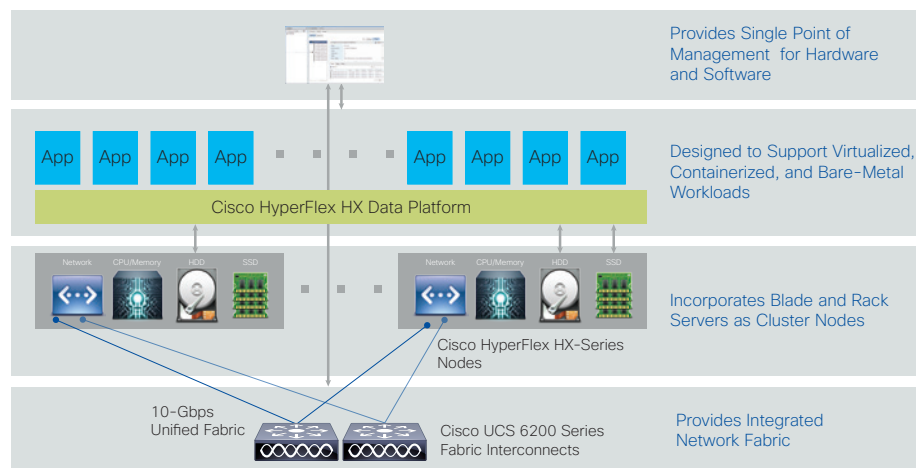 Provides Single Point of
Management for Hardware
and Software
App
App
App
App
App
App
App
App
Designed to Support Virtualized,
Containerized, and Bare-Metal
Workloads
Cisco HyperFlex HX Data Platform
Network
CPU/Memory
HDD
SSD
Network
CPU/Memory
HDD
SSD
Incorporates Blade and Rack
Servers as Cluster Nodes
Cisco HyperFlex HX-Series
Nodes
10-Gbps
Unified Fabric
Cisco UCS 6200 Series
Fabric Interconnects
Provides Integrated
Network Fabric